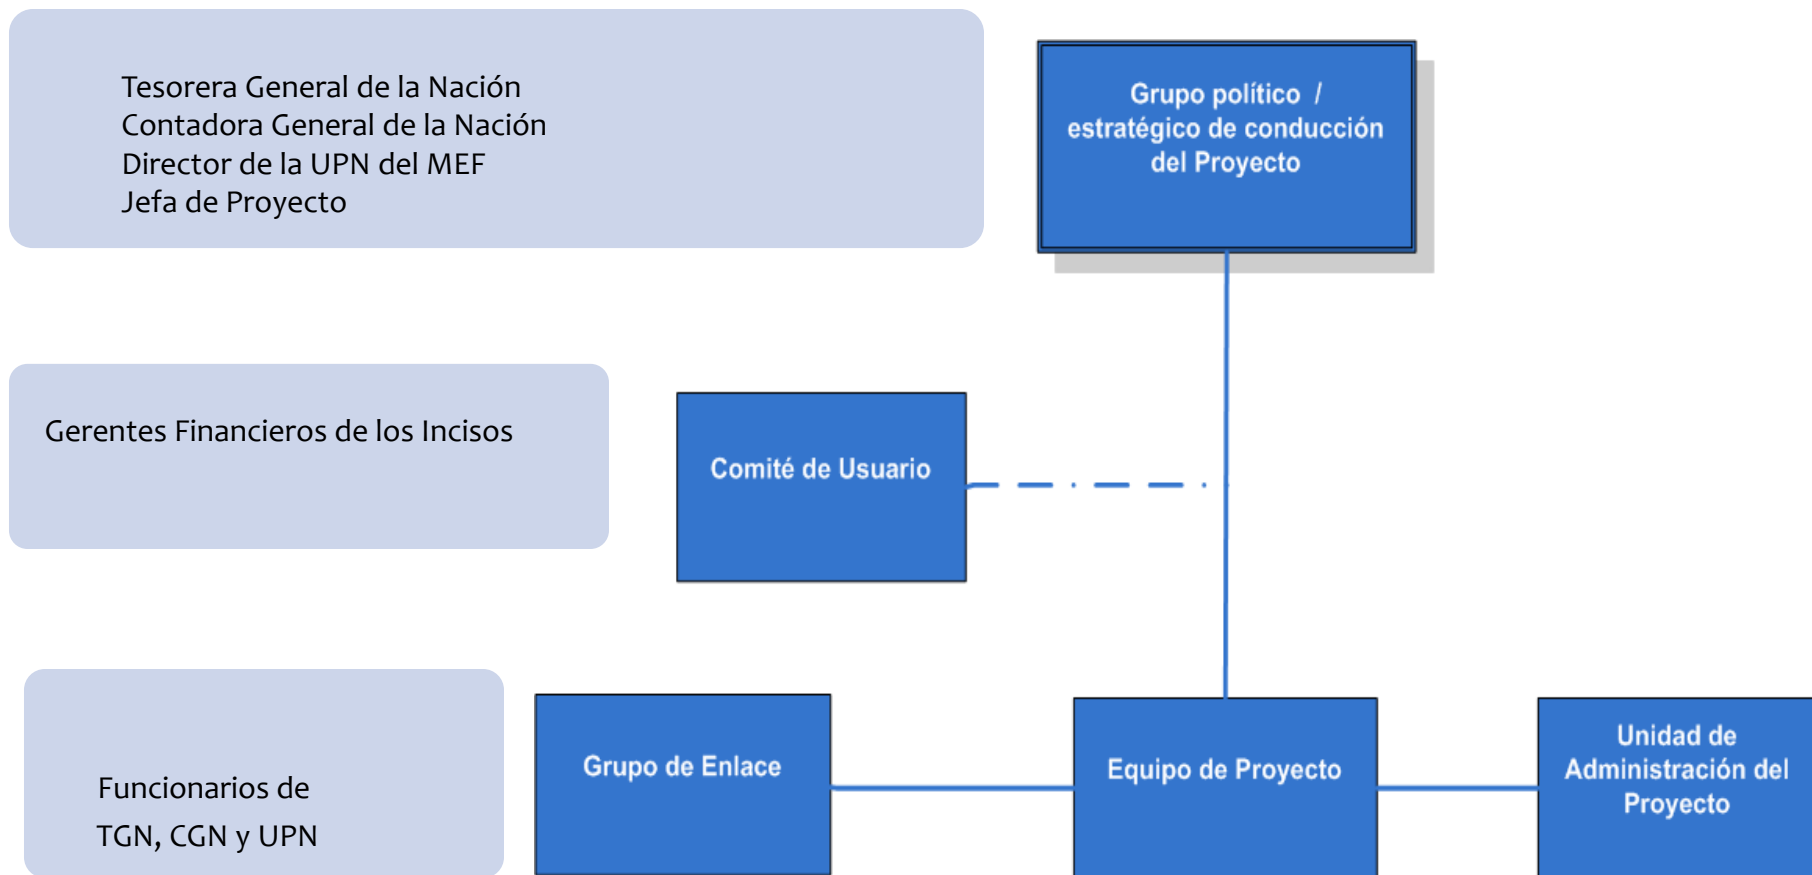 Tesorera General de la Nación
Contadora General de la Nación
Director de la UPN del MEF
Jefa de Proyecto
Grupo político /
estratégico de conducción
del Proyecto
Gerentes Financieros de los Incisos
Comité de Usuario
Funcionarios de
TGN, CGN y UPN
Grupo de Enlace
Equipo de Proyecto
Unidad de
Administración del
Proyecto